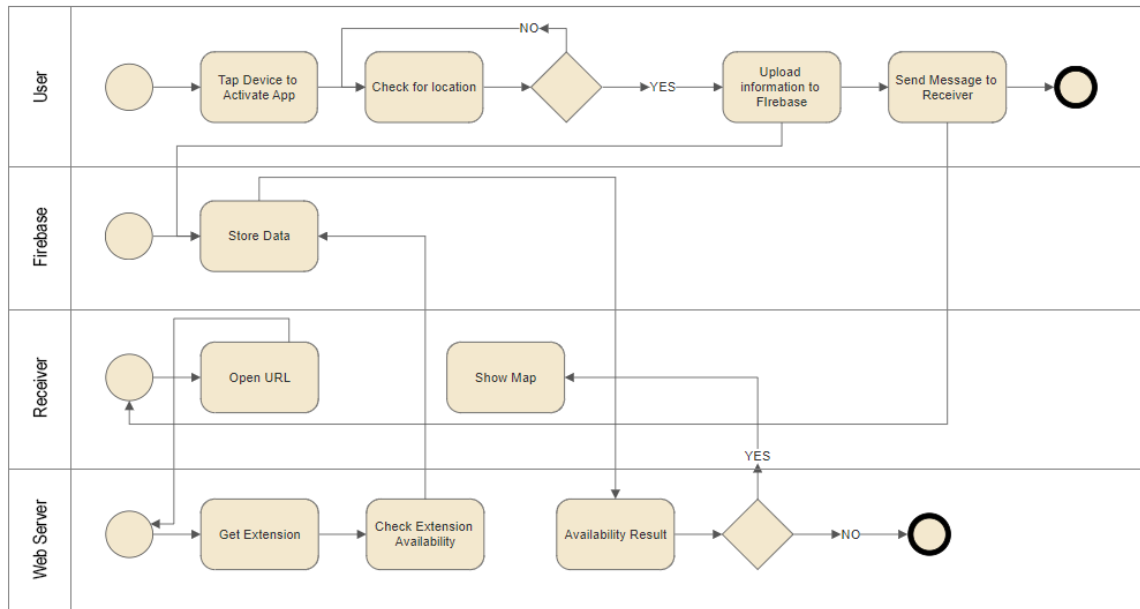 User
Tap Device to
Activate App
Check for location
NO
YES
Upload
information to
FIrebase
Send Message to
Receiver
Firebase
Store Data
Receiver
Open URL
Show Map
YES
Web Server
Get Extension
Check Extension
Availability
Availability Result
NO